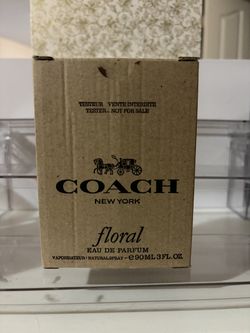 TESTEUR VENTE INTERDITE
TESTER - NOT FOR SALE
COACH
NEW YORK
floral
EAU DE PARFUM
VAPORISATEUR/NATURAL SPRAY - e 90 ML 3 FL. OZ.